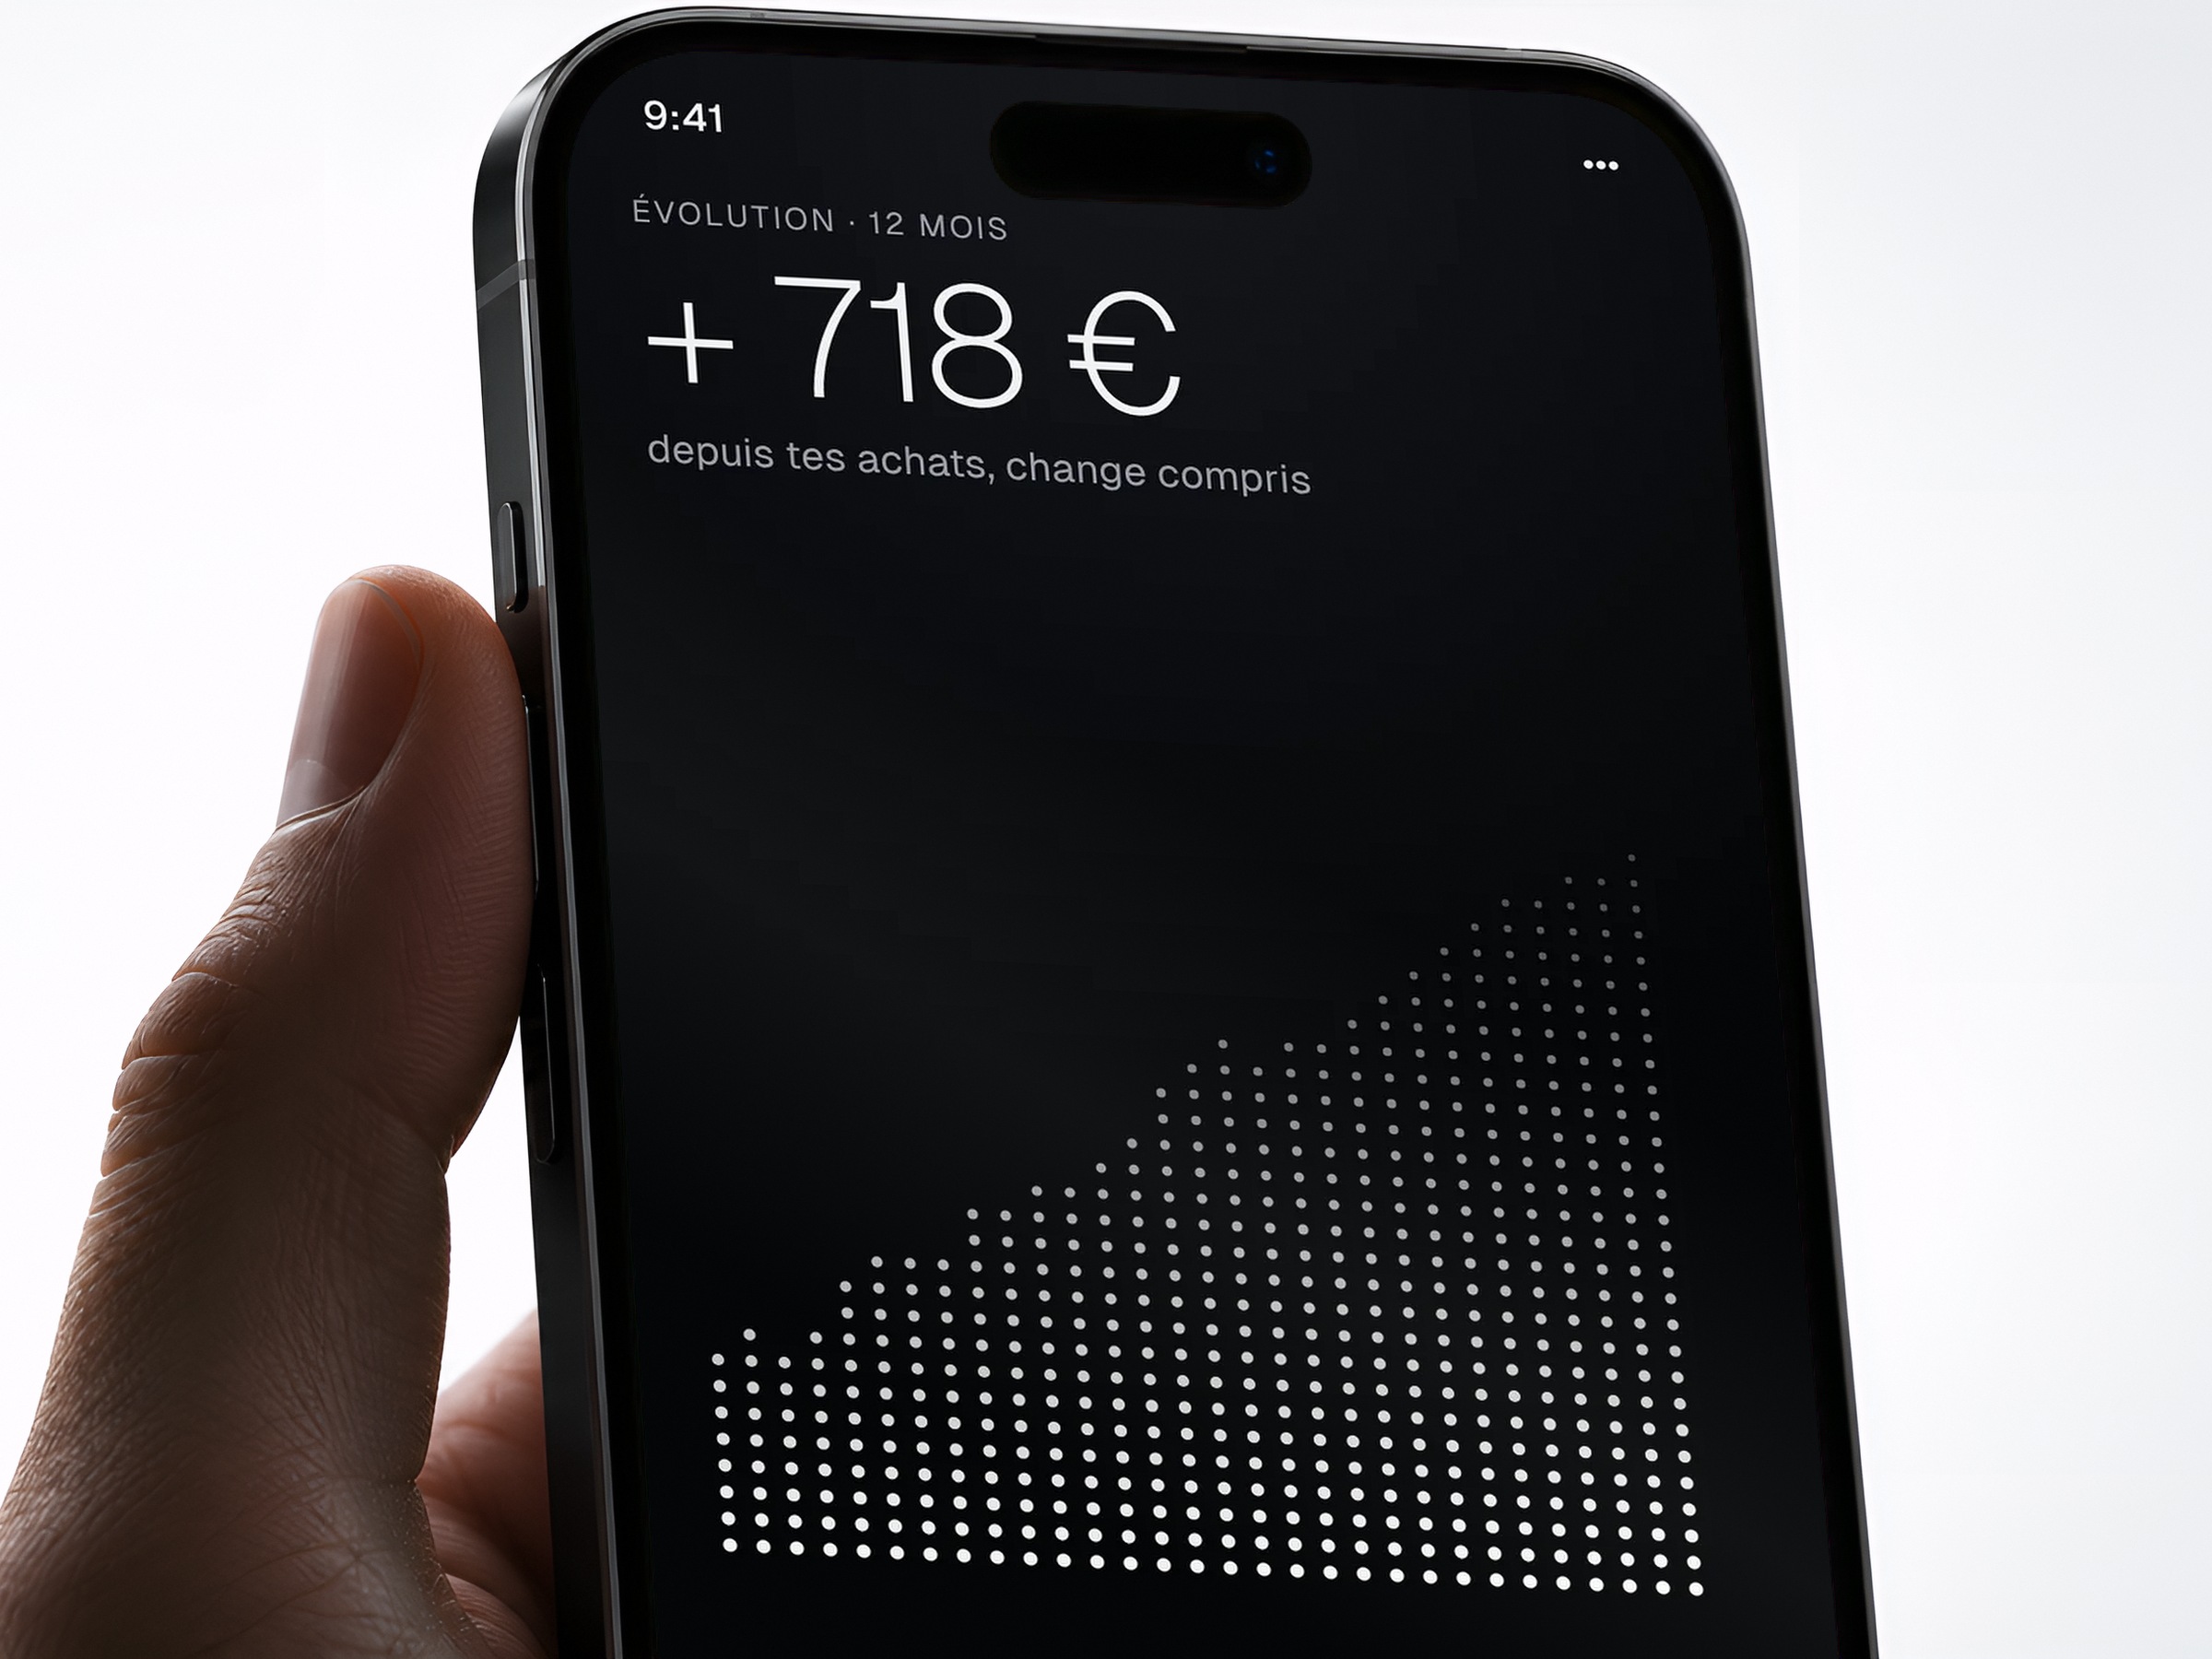 9:41
ÉVOLUTION · 12 MOIS
+ 718 €
depuis tes achats, change compris